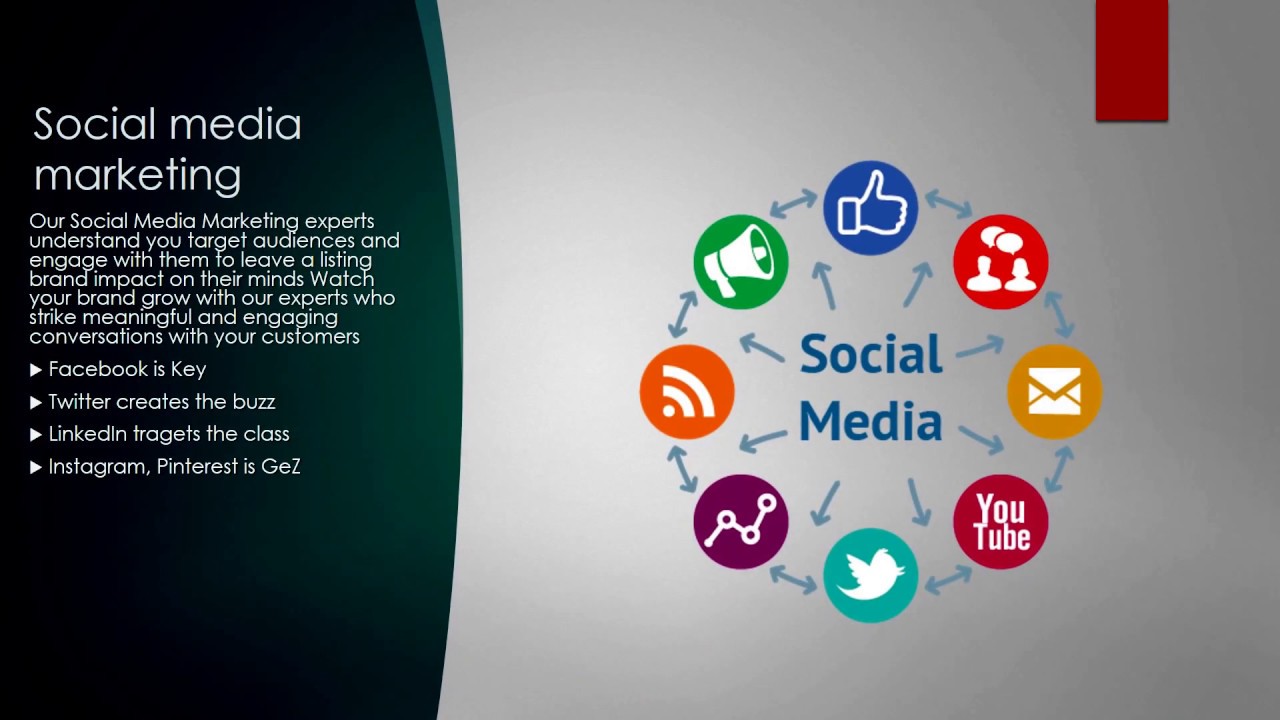 Social media
marketing
Our Social Media Marketing experts
understand you target audiences and
engage with them to leave a listing
brand impact on their minds Watch
your brand grow with our experts who
strike meaningful and engaging
conversations with your customers
Facebook is Key
Twitter creates the buzz
LinkedIn tragets the class
Instagram, Pinterest is GeZ
Social
Media
You
Tube